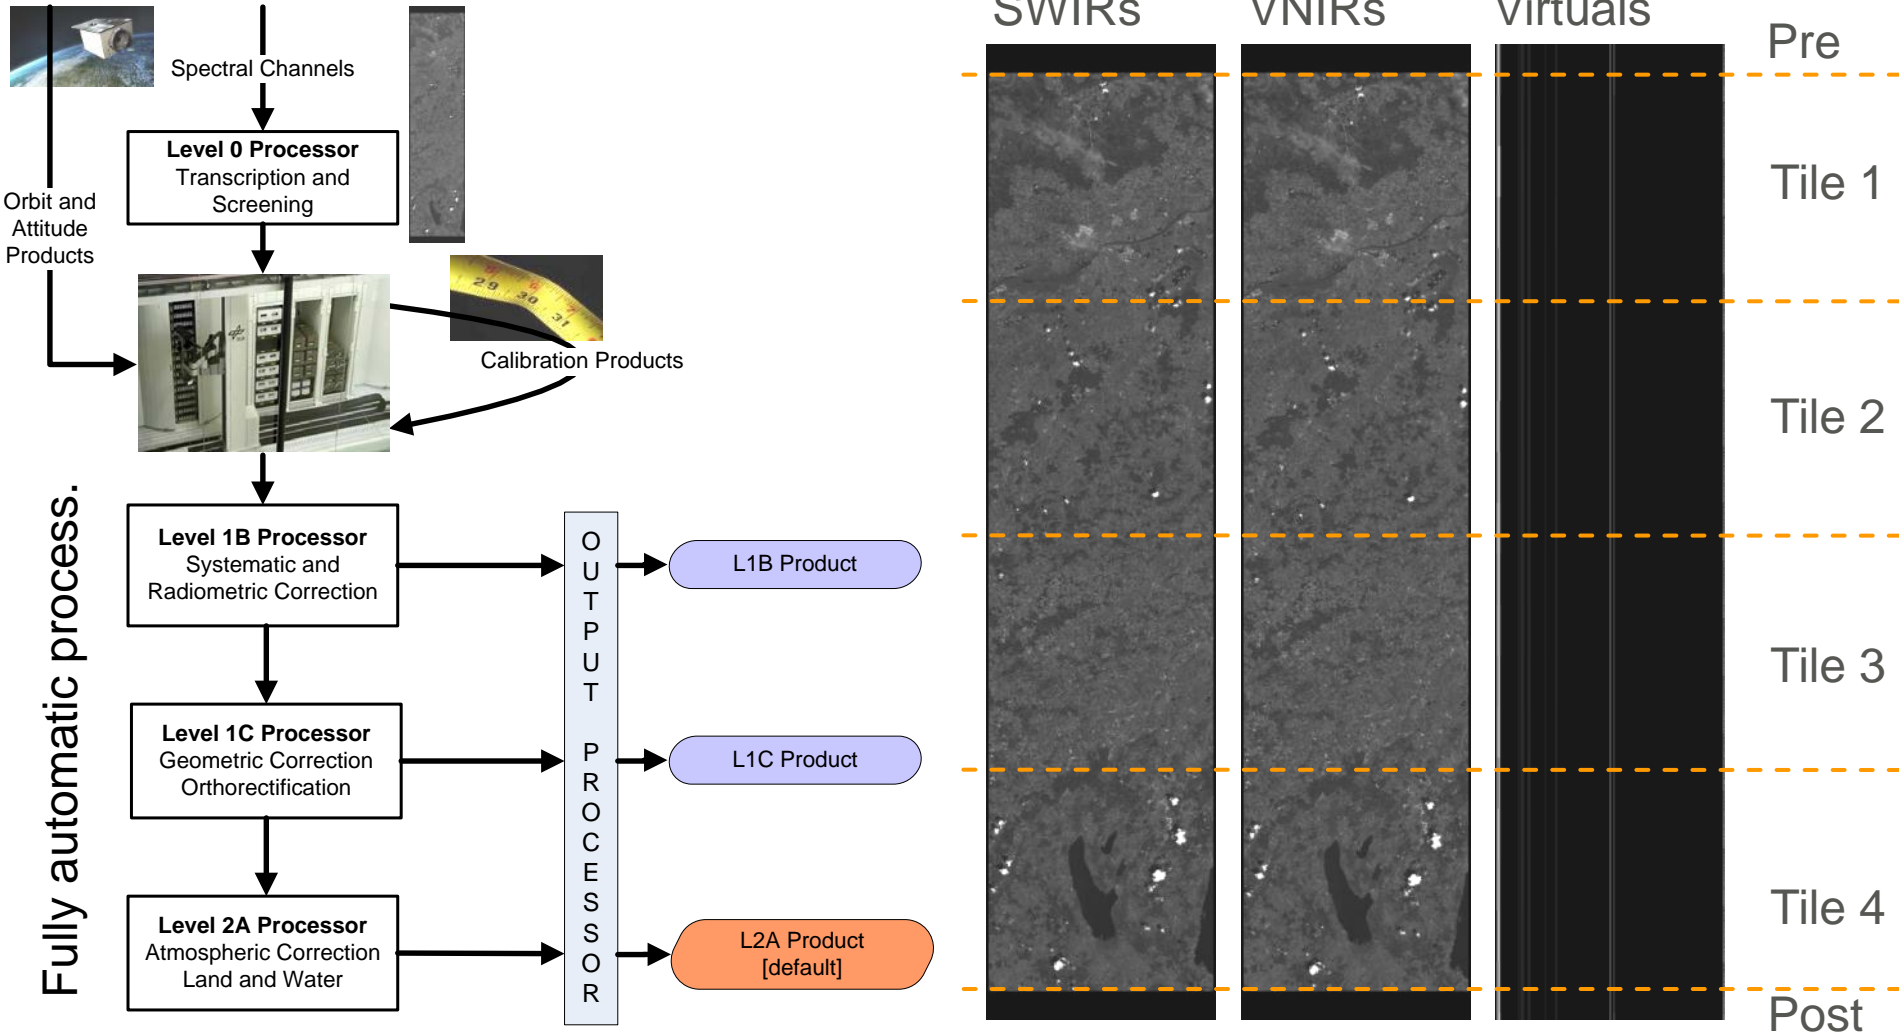 Spectral Channels
Level 0 Processor
Transcription and
Screening
Orbit and
Attitude
Products
29
30
31
Calibration Products
Fully automatic process.
Level 1B Processor
Systematic and
Radiometric Correction
Level 1C Processor
Geometric Correction
Orthorectification
Level 2A Processor
Atmospheric Correction
Land and Water
OUTPUT PROCESSOR
L1B Product
L1C Product
L2A Product
[default]
SWIRs
VNIRs
Virtuals
Pre
Tile 1
Tile 2
Tile 3
Tile 4
Post